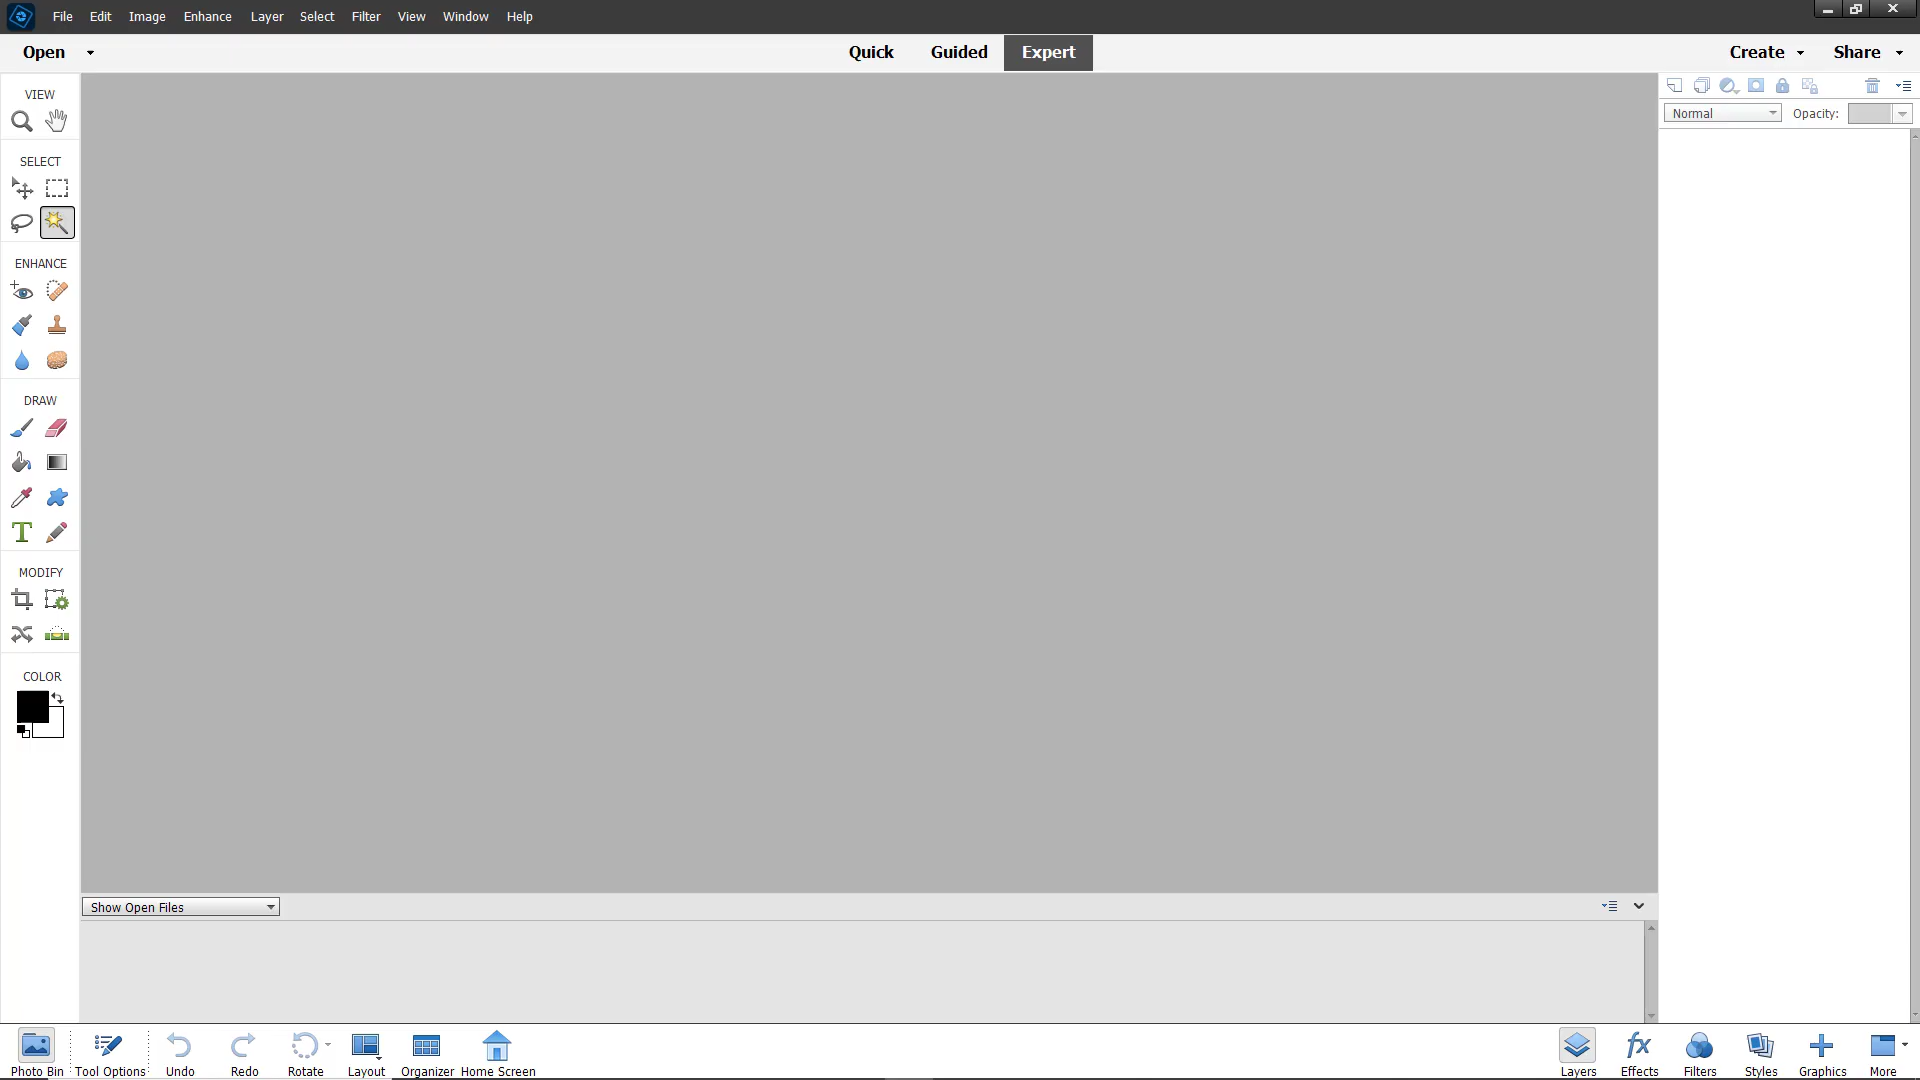 File Edit Image Enhance Layer Select Filter View Window Help
Open Quick Guided Expert Create Share
VIEW
Normal Opacity:
SELECT
ENHANCE
DRAW
T
MODIFY
COLOR
Show Open Files
Photo Bin Tool Options Undo Redo Rotate Layout Organizer Home Screen fx Layers Effects Filters Styles Graphics More